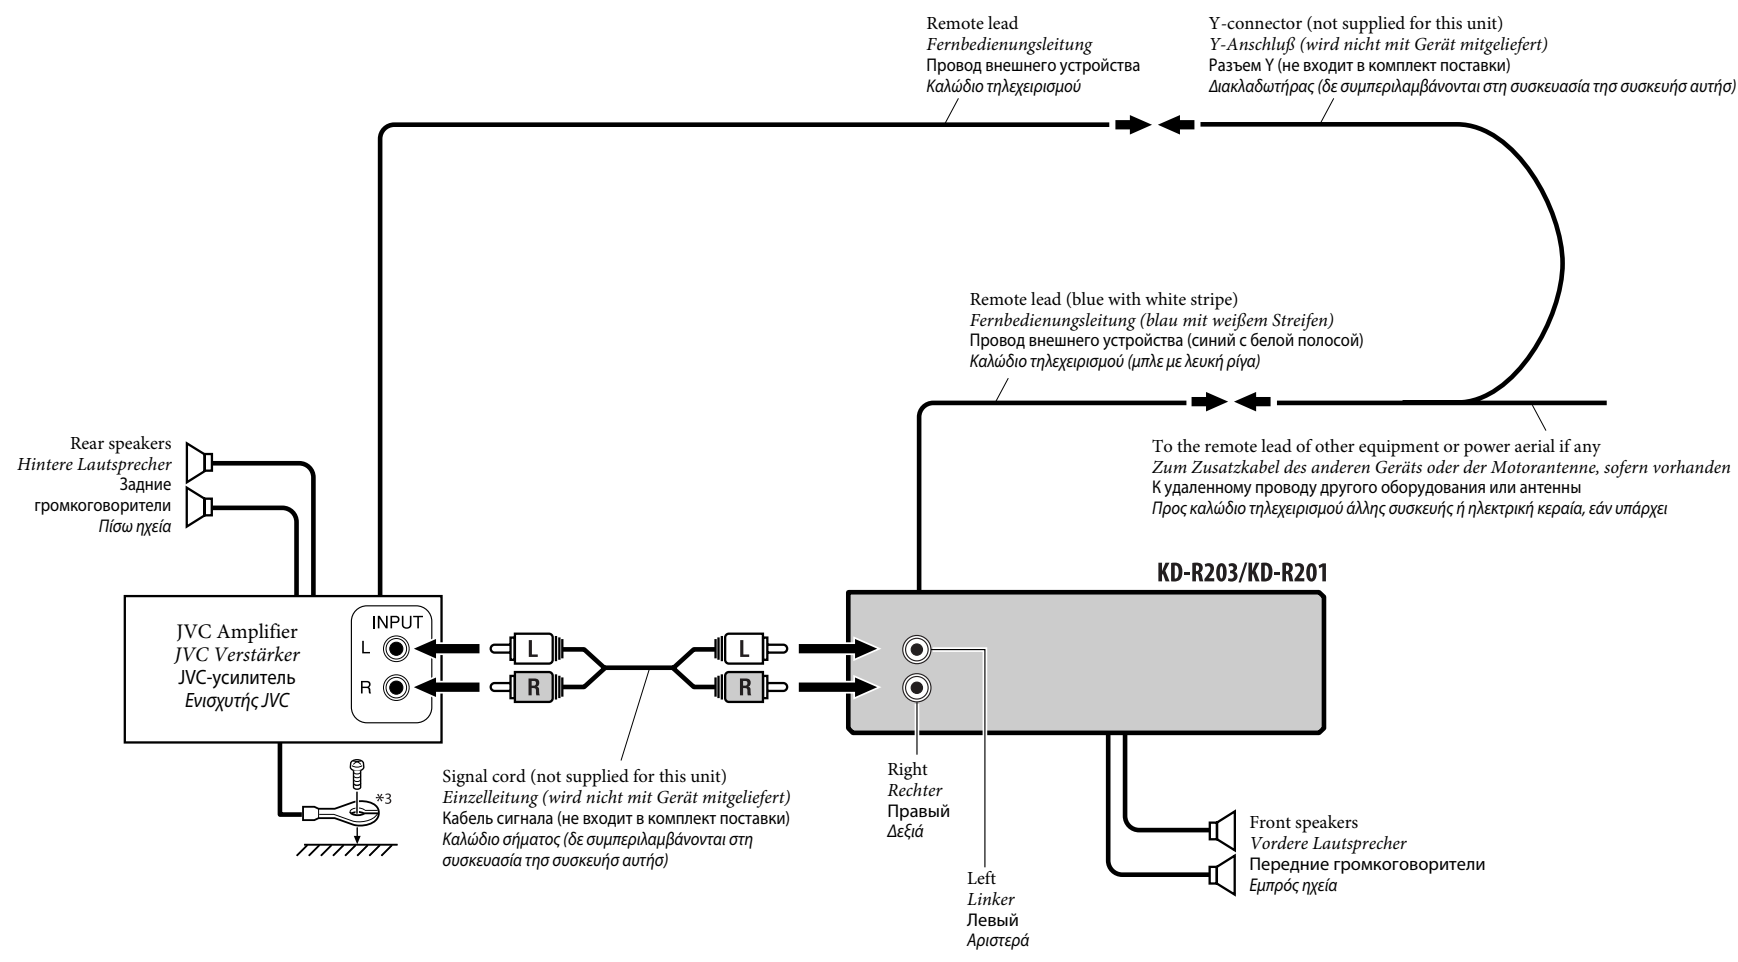 Remote lead
Fernbedienungsleitung
Провод внешнего устройства
Καλώδιο τηλεχειρισμού
Y-connector (not supplied for this unit)
Y-Anschluß (wird nicht mit Gerät mitgeliefert)
Разъем Y (не входит в комплект поставки)
Διακλαδωτήρας (δε συμπεριλαμβάνονται στη συσκευασία τησ συσκευής αυτήσ)
Remote lead (blue with white stripe)
Fernbedienungsleitung (blau mit weißem Streifen)
Провод внешнего устройства (синий с белой полосой)
Καλώδιο τηλεχειρισμού (μπλε με λευκή ρίγα)
Rear speakers
Hintere Lautsprecher
Задние
громкоговорители
Πίσω ηχεία
To the remote lead of other equipment or power aerial if any
Zum Zusatzkabel des anderen Geräts oder der Motorantenne, sofern vorhanden
К удаленному проводу другого оборудования или антенны
Προς καλώδιο τηλεχειρισμού άλλης συσκευής ή ηλεκτρική κεραία, εάν υπάρχει
KD-R203/KD-R201
JVC Amplifier
JVC Verstärker
JVC-усилитель
Ενισχυτής JVC
INPUT
L
R
L
R
L
R
*3
Signal cord (not supplied for this unit)
Einzelleitung (wird nicht mit Gerät mitgeliefert)
Кабель сигнала (не входит в комплект поставки)
Καλώδιο σήματος (δε συμπεριλαμβάνονται στη
συσκευασία τησ συσκευήσ αυτήσ)
Right
Rechter
Правый
Δεξιά
Left
Linker
Левый
Αριστερά
Front speakers
Vordere Lautsprecher
Передние громкоговорители
Εμπρός ηχεία